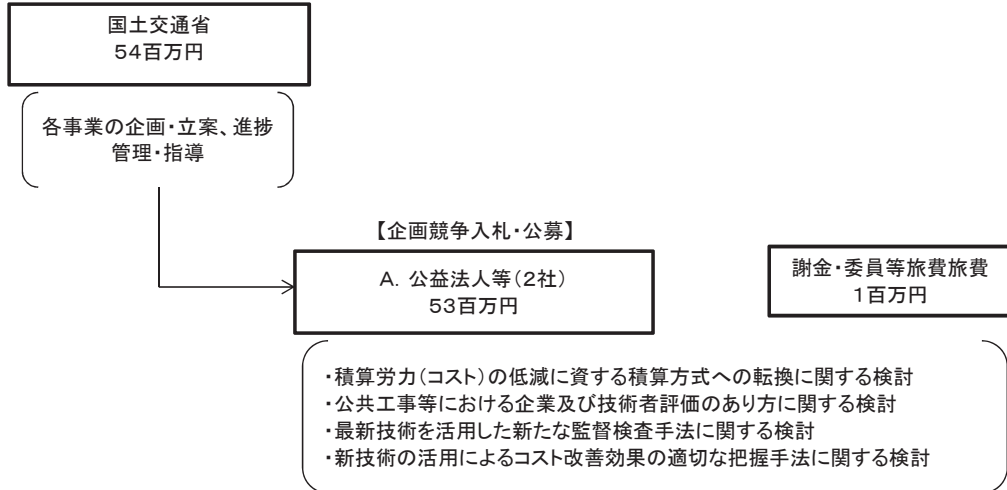 国土交通省
54百万円
各事業の企画・立案、進捗
管理・指導
【企画競争入札・公募】
A．公益法人等（2社）
53百万円
謝金・委員等旅費旅費
1百万円
・積算労力（コスト）の低減に資する積算方式への転換に関する検討
・公共工事等における企業及び技術者評価のあり方に関する検討
・最新技術を活用した新たな監督検査手法に関する検討
・新技術の活用によるコスト改善効果の適切な把握手法に関する検討